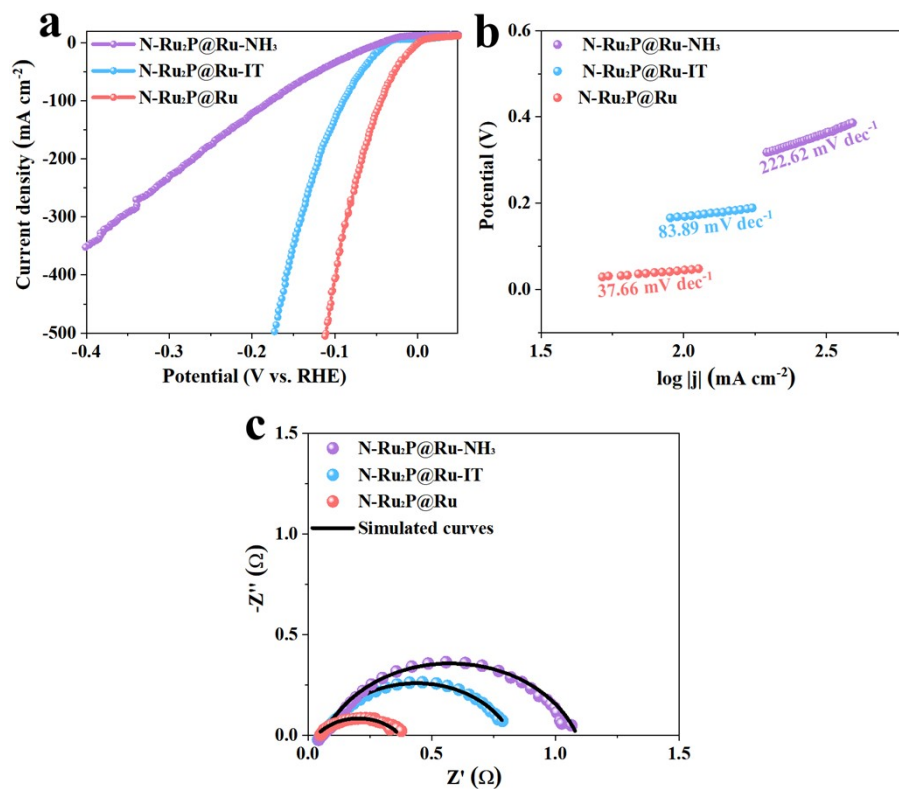 a
N-Ru₂P@Ru-NH₃
N-Ru₂P@Ru-IT
N-Ru₂P@Ru
0
-100
-200
-300
-400
-500
Current density (mA cm⁻²)
-0.4
-0.3
-0.2
-0.1
0.0
Potential (V vs. RHE)
b
N-Ru₂P@Ru-NH₃
N-Ru₂P@Ru-IT
N-Ru₂P@Ru
0.6
0.4
0.2
0.0
Potential (V)
222.62 mV dec⁻¹
83.89 mV dec⁻¹
37.66 mV dec⁻¹
1.5
2.0
2.5
log |j| (mA cm⁻²)
c
N-Ru₂P@Ru-NH₃
N-Ru₂P@Ru-IT
N-Ru₂P@Ru
Simulated curves
1.5
1.0
0.5
0.0
-Z'' (Ω)
0.0
0.5
1.0
1.5
Z' (Ω)